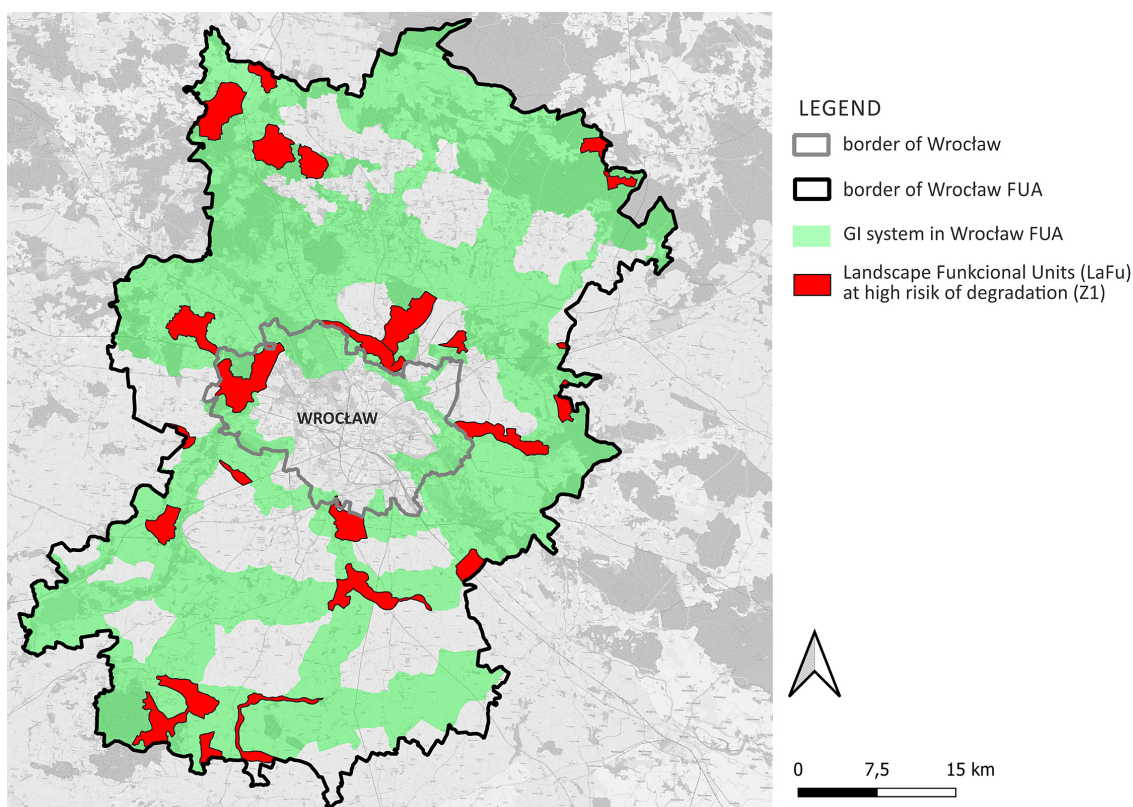 LEGEND
border of Wrocław
border of Wrocław FUA
GI system in Wrocław FUA
Landscape Funkcional Units (LaFu)
at high risik of degradation (Z1)
WROCŁAW
0 7,5 15 km